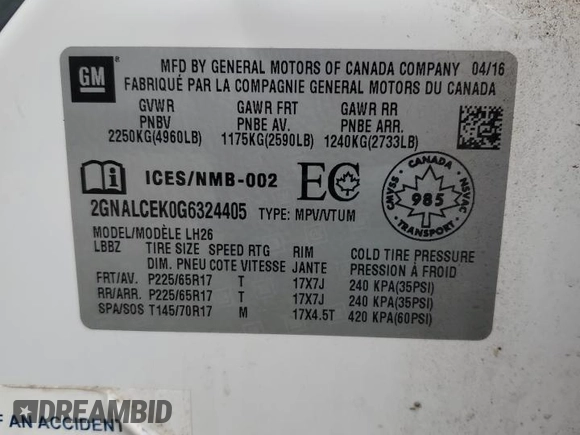 GM
MFD BY GENERAL MOTORS OF CANADA COMPANY 04/16
FABRIQUÉ PAR LA COMPAGNIE GENERAL MOTORS DU CANADA
GVWR GAWR FRT GAWR RR
PNBV PNBE AV. PNBE ARR.
2250KG(4960LB) 1175KG(2590LB) 1240KG(2733LB)
ICES/NMB-002 EC
CANADA
CMVSS NSVAC
985
TRANSPORT
2GNALCEK0G6324405 TYPE: MPV/VTUM
MODEL/MODÈLE LH26
LBBZ TIRE SIZE SPEED RTG RIM COLD TIRE PRESSURE
DIM. PNEU COTE VITESSE JANTE PRESSION À FROID
FRT/AV. P225/65R17 T 17X7J 240 KPA(35PSI)
RR/ARR. P225/65R17 T 17X7J 240 KPA(35PSI)
SPA/SOS T145/70R17 M 17X4.5T 420 KPA(60PSI)
DREAMBID
F AN ACCIDENT